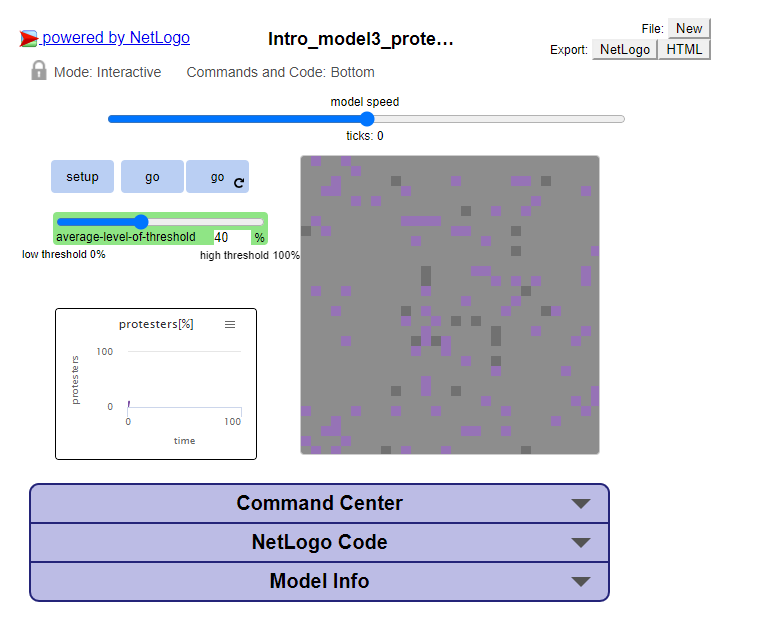 powered by NetLogo
Intro_model3_prote…
File: New
Export: NetLogo HTML
Mode: Interactive Commands and Code: Bottom
model speed
ticks: 0
setup go go
average-level-of-threshold 40 %
low threshold 0% high threshold 100%
protesters[%]
protesters
100
0
0 100
time
Command Center
NetLogo Code
Model Info